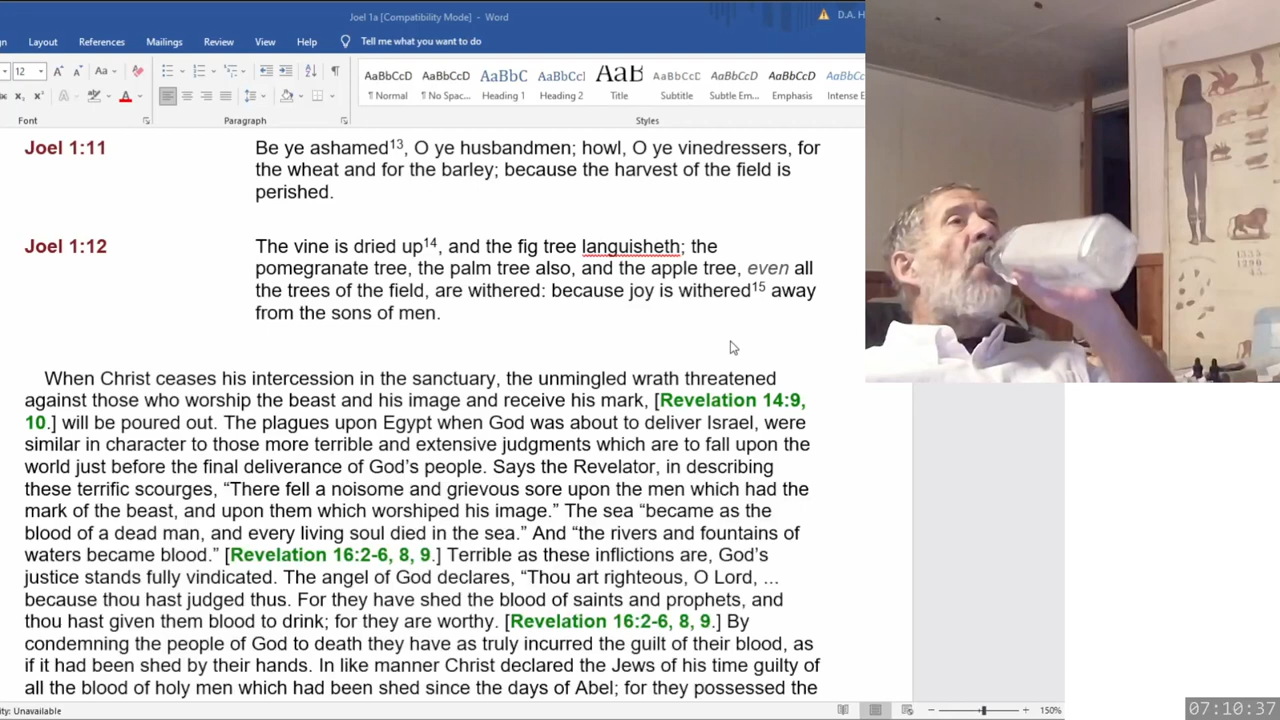 Joel 1a [Compatibility Mode] - Word
D.A. H
Layout References Mailings Review View Help Tell me what you want to do
12 Aa
AaBbCcD AaBbCcD AaBbC AaBbCcI AaB AaBbCcD AaBbCcD AaBbCcD AaBbCc
¶ Normal ¶ No Spac... Heading 1 Heading 2 Title Subtitle Subtle Em... Emphasis Intense E
Font Paragraph Styles
Joel 1:11 Be ye ashamed13, O ye husbandmen; howl, O ye vinedressers, for
the wheat and for the barley; because the harvest of the field is
perished.
Joel 1:12 The vine is dried up14, and the fig tree languisheth; the
pomegranate tree, the palm tree also, and the apple tree, even all
the trees of the field, are withered: because joy is withered15 away
from the sons of men.
When Christ ceases his intercession in the sanctuary, the unmingled wrath threatened
against those who worship the beast and his image and receive his mark, [Revelation 14:9,
10.] will be poured out. The plagues upon Egypt when God was about to deliver Israel, were
similar in character to those more terrible and extensive judgments which are to fall upon the
world just before the final deliverance of God’s people. Says the Revelator, in describing
these terrific scourges, “There fell a noisome and grievous sore upon the men which had the
mark of the beast, and upon them which worshiped his image.” The sea “became as the
blood of a dead man, and every living soul died in the sea.” And “the rivers and fountains of
waters became blood.” [Revelation 16:2-6, 8, 9.] Terrible as these inflictions are, God’s
justice stands fully vindicated. The angel of God declares, “Thou art righteous, O Lord, ...
because thou hast judged thus. For they have shed the blood of saints and prophets, and
thou hast given them blood to drink; for they are worthy. [Revelation 16:2-6, 8, 9.] By
condemning the people of God to death they have as truly incurred the guilt of their blood, as
if it had been shed by their hands. In like manner Christ declared the Jews of his time guilty of
all the blood of holy men which had been shed since the days of Abel; for they possessed the
ity: Unavailable
150%
07:10:37